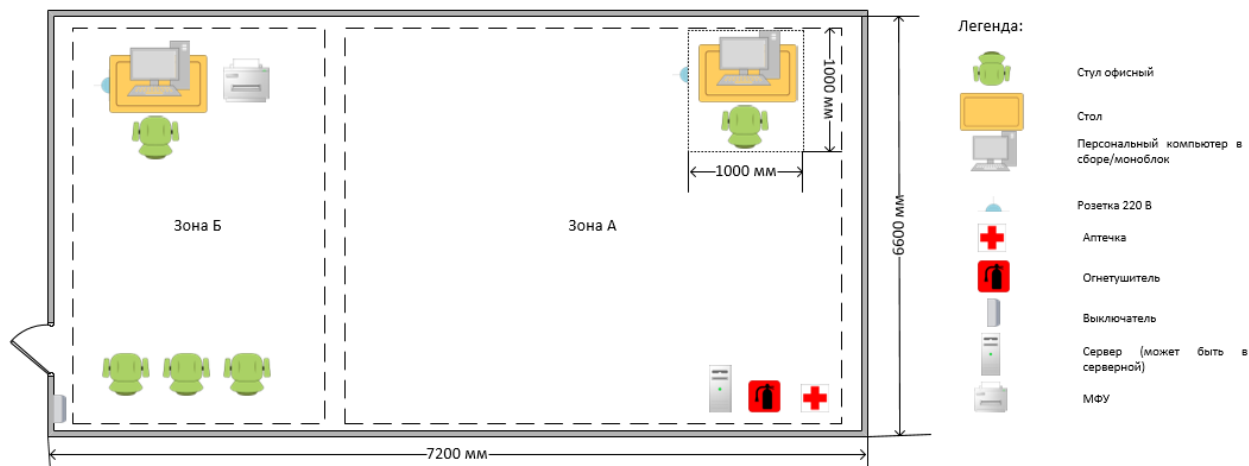 Зона Б
Зона А
1000 мм
1000 мм
6600 мм
7200 мм
Легенда:
Стул офисный
Стол
Персональный компьютер в
сборе/моноблок
Розетка 220 В
Аптечка
Огнетушитель
Выключатель
Сервер (может быть в
серверной)
МФУ